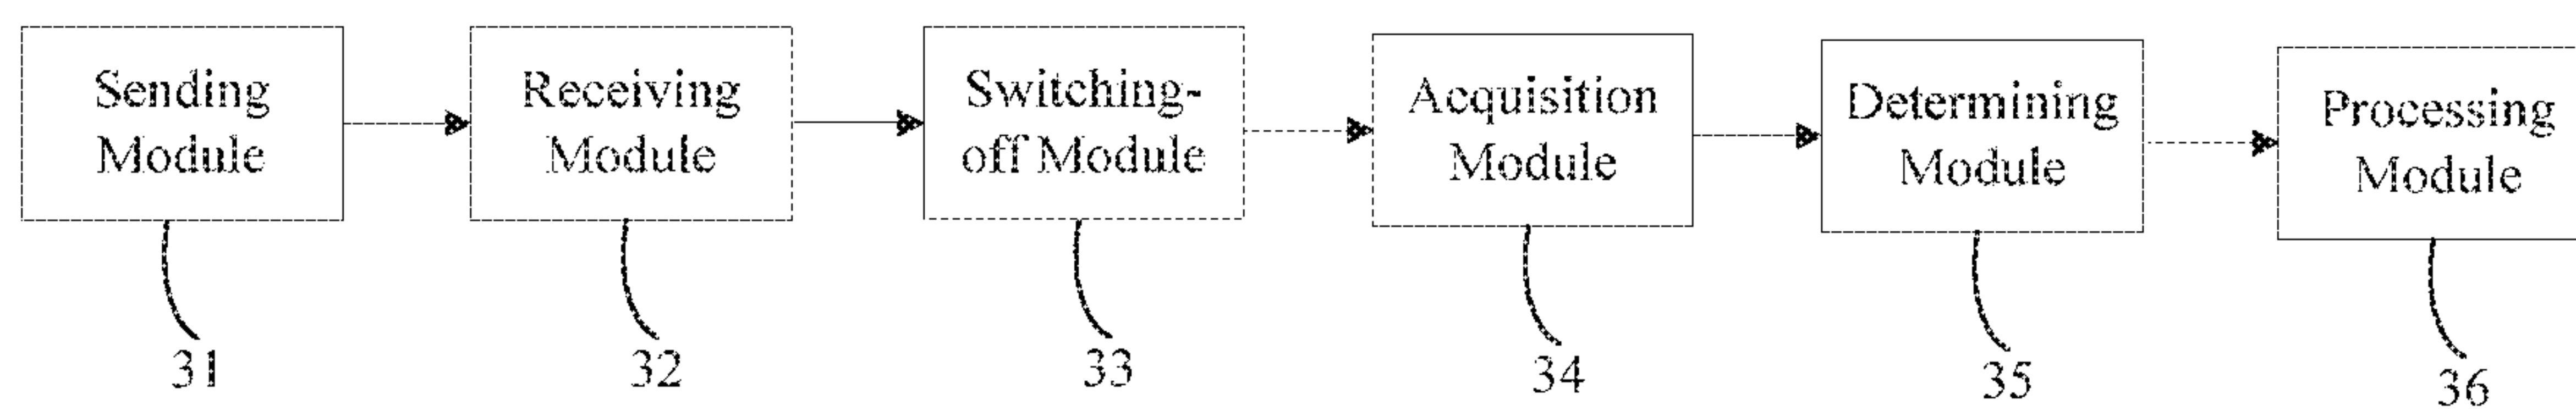 Sending
Module
Receiving
Module
Switching-
off Module
Acquisition
Module
Determining
Module
Processing
Module
31
32
33
34
35
36